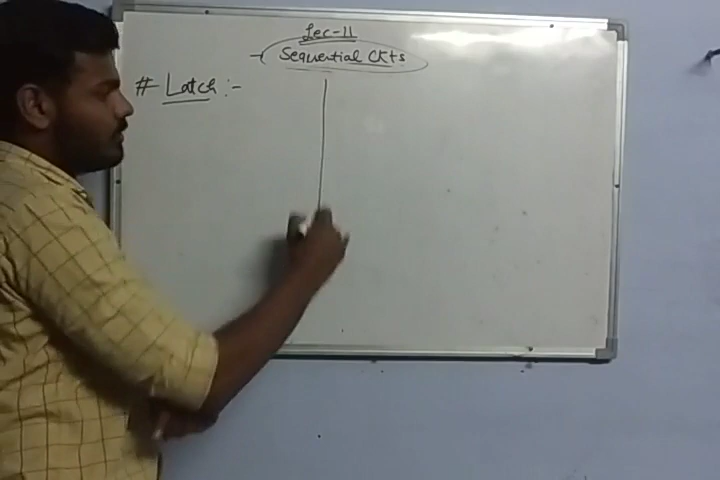 Lec-11
Sequential Ckts
# Latch :-